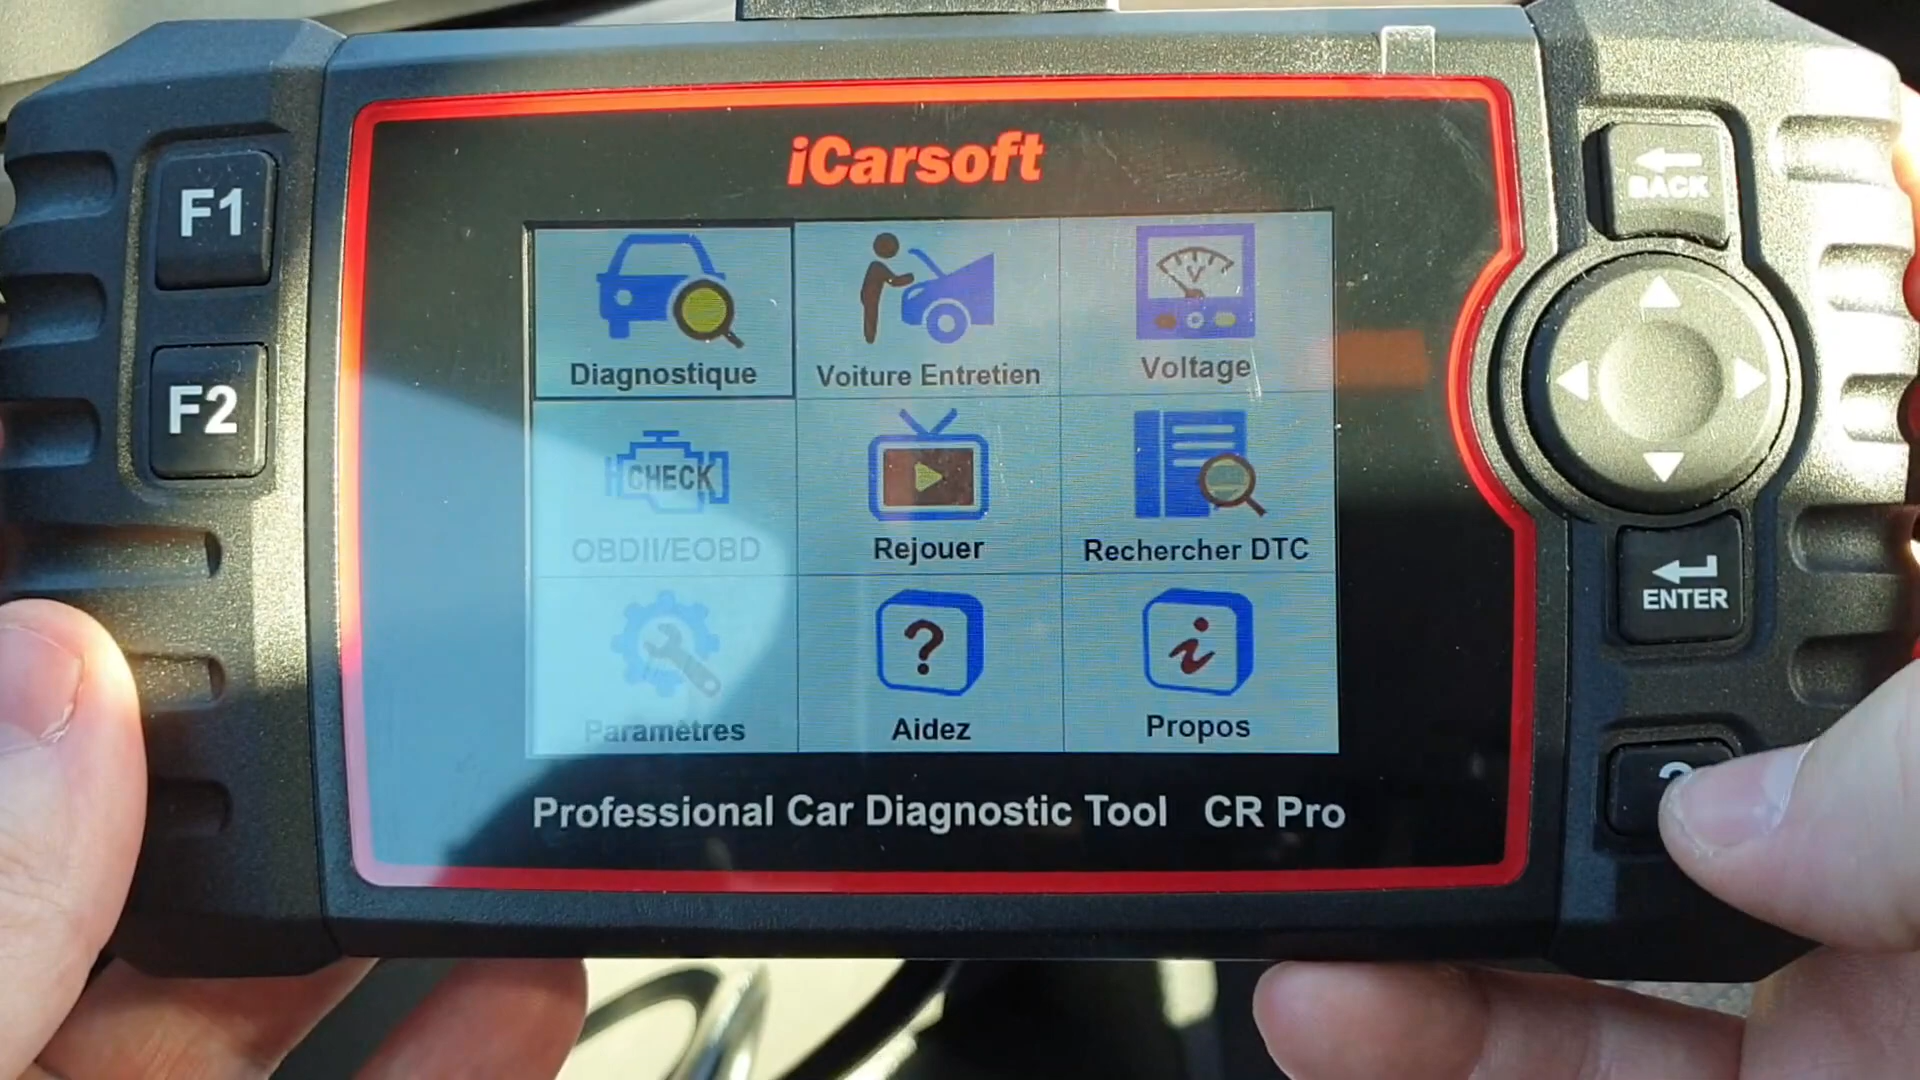 iCarsoft
F1
F2
BACK
Diagnostique
Voiture Entretien
Voltage
V
CHECK
OBDII/EOBD
Rejouer
Rechercher DTC
ENTER
?
i
Paramètres
Aidez
Propos
?
Professional Car Diagnostic Tool CR Pro